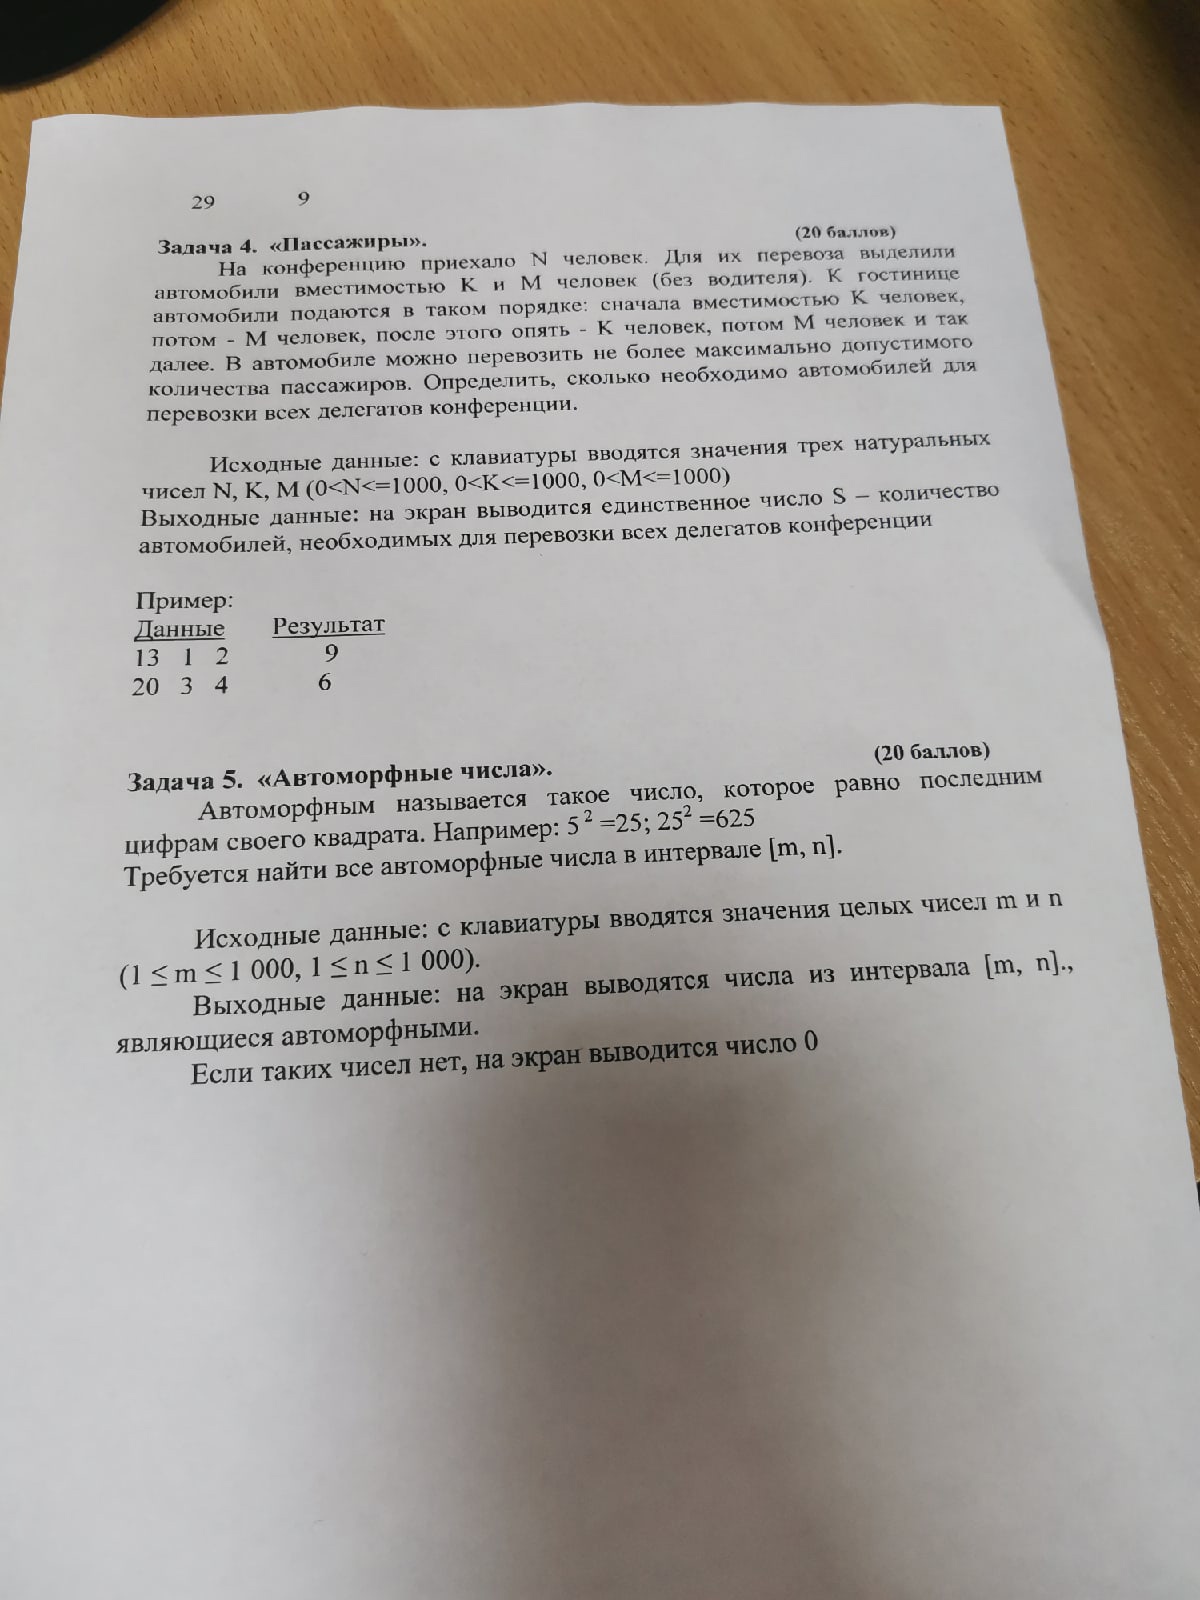 29 9
Задача 4. «Пассажиры». (20 баллов)
На конференцию приехало N человек. Для их перевоза выделили
автомобили вместимостью K и M человек (без водителя). К гостинице
автомобили подаются в таком порядке: сначала вместимостью K человек,
потом - M человек, после этого опять - K человек, потом M человек и так
далее. В автомобиле можно перевозить не более максимально допустимого
количества пассажиров. Определить, сколько необходимо автомобилей для
перевозки всех делегатов конференции.
Исходные данные: с клавиатуры вводятся значения трех натуральных
чисел N, K, M (0<N<=1000, 0<K<=1000, 0<M<=1000)
Выходные данные: на экран выводится единственное число S – количество
автомобилей, необходимых для перевозки всех делегатов конференции
Пример:
Данные Результат
13 1 2 9
20 3 4 6
Задача 5. «Автоморфные числа». (20 баллов)
Автоморфным называется такое число, которое равно последним
цифрам своего квадрата. Например: 5² =25; 25² =625
Требуется найти все автоморфные числа в интервале [m, n].
Исходные данные: с клавиатуры вводятся значения целых чисел m и n
(1 ≤ m ≤ 1 000, 1 ≤ n ≤ 1 000).
Выходные данные: на экран выводятся числа из интервала [m, n].,
являющиеся автоморфными.
Если таких чисел нет, на экран выводится число 0